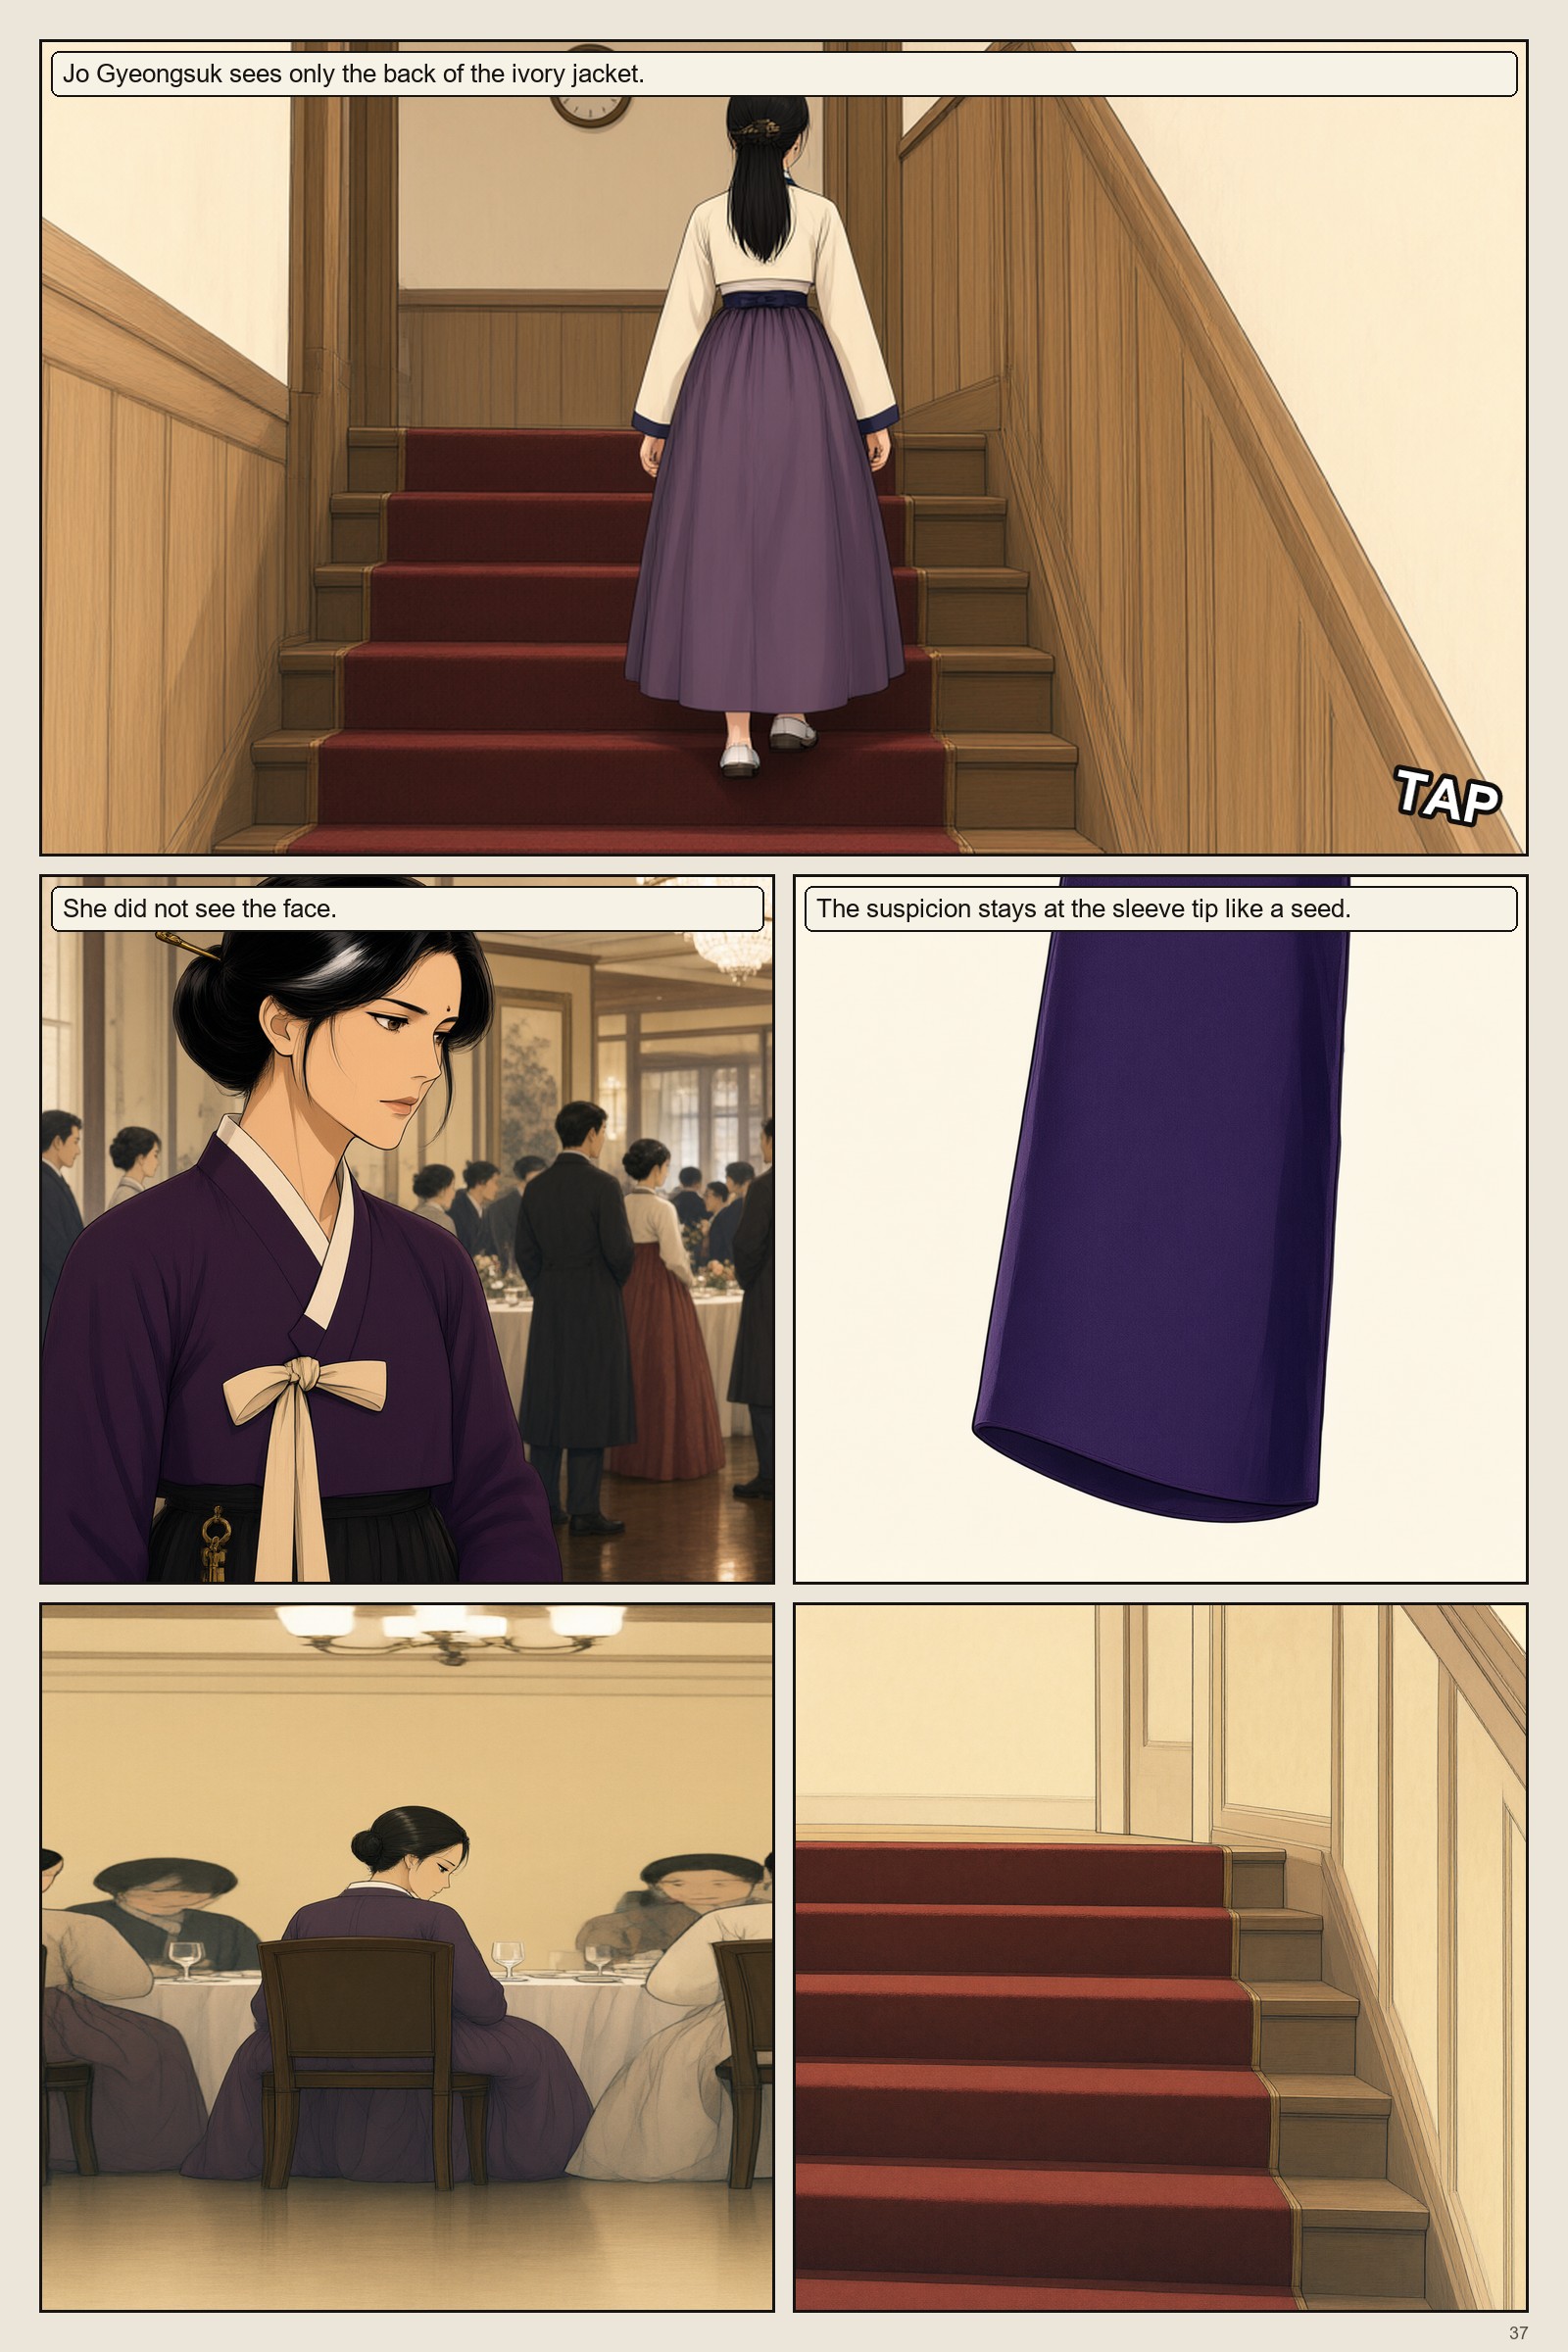 Jo Gyeongsuk sees only the back of the ivory jacket.
TAP
She did not see the face.
The suspicion stays at the sleeve tip like a seed.
37